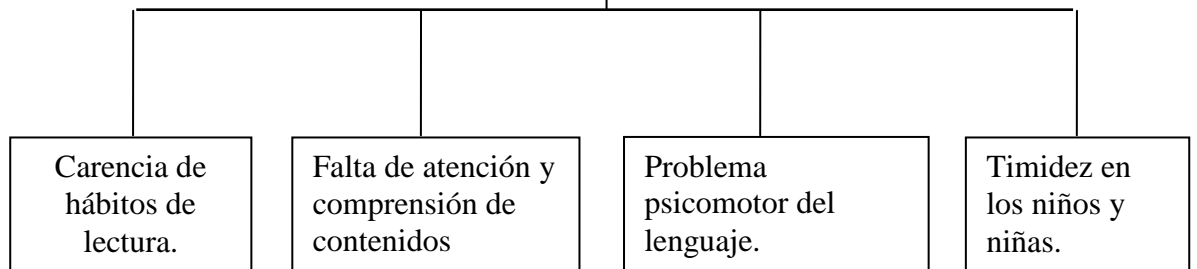 Carencia de
hábitos de
lectura.
Falta de atención y
comprensión de
contenidos
Problema
psicomotor del
lenguaje.
Timidez en
los niños y
niñas.